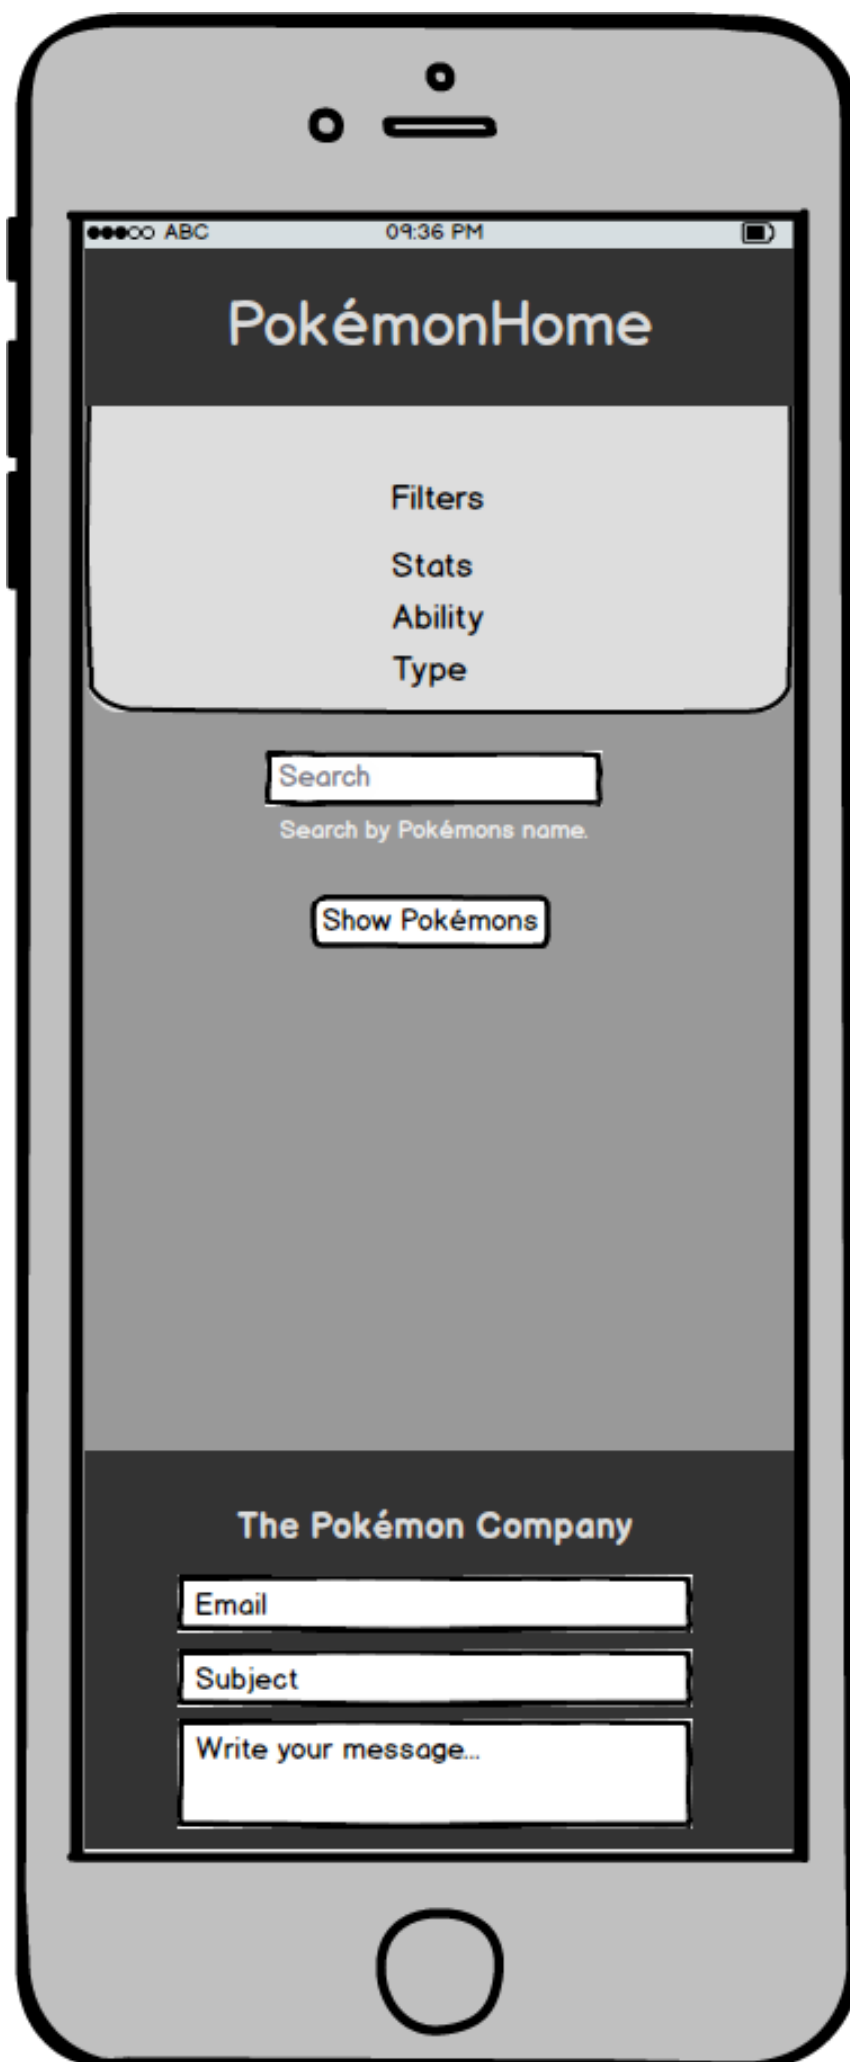 ABC 09:36 PM
PokémonHome
Filters
Stats
Ability
Type
Search
Search by Pokémons name.
Show Pokémons
The Pokémon Company
Email
Subject
Write your message...